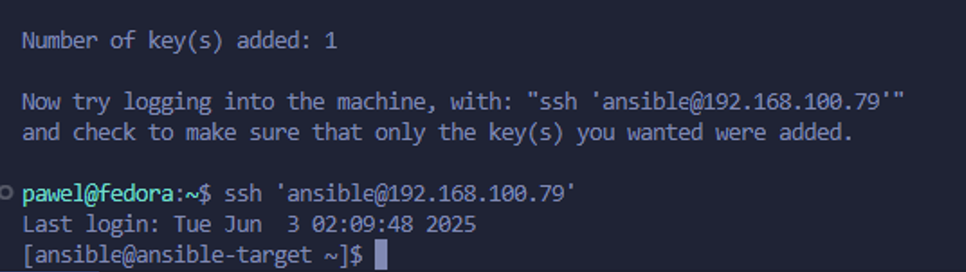 Number of key(s) added: 1
Now try logging into the machine, with: "ssh 'ansible@192.168.100.79'"
and check to make sure that only the key(s) you wanted were added.
pawel@fedora:~$ ssh 'ansible@192.168.100.79'
Last login: Tue Jun  3 02:09:48 2025
[ansible@ansible-target ~]$